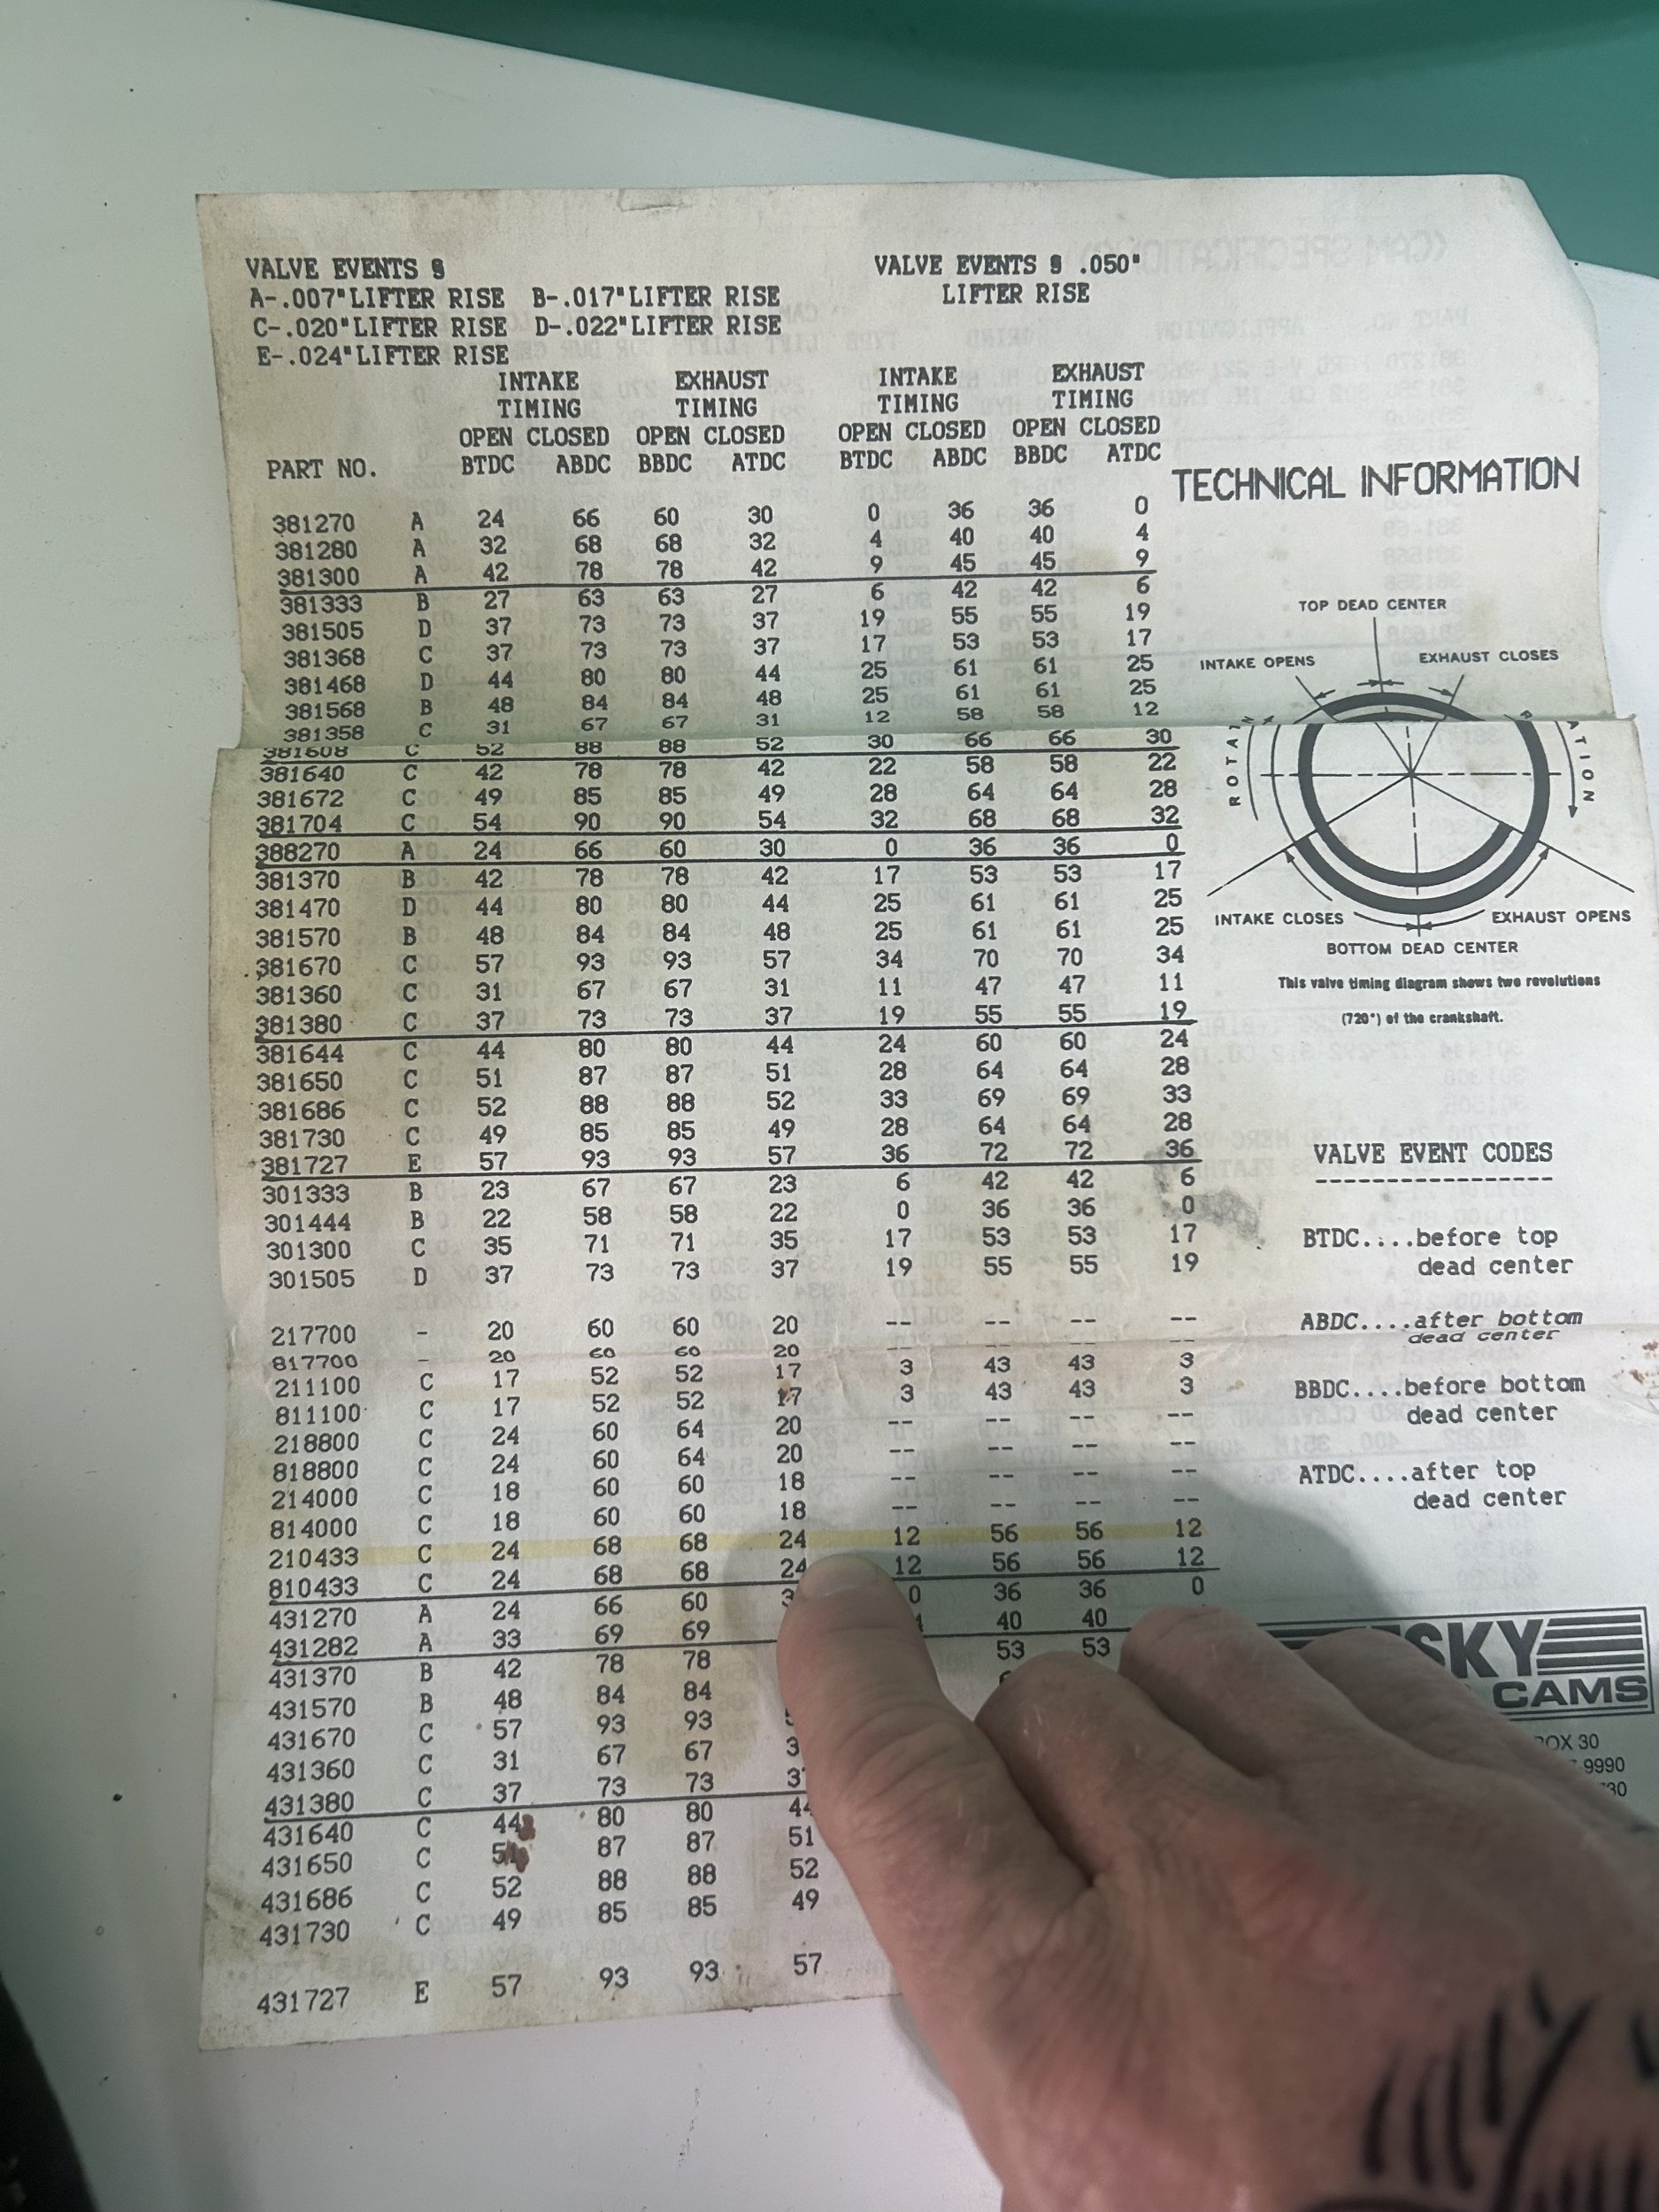 VALVE EVENTS @ VALVE EVENTS @ .050"
A-.007"LIFTER RISE B-.017"LIFTER RISE LIFTER RISE
C-.020"LIFTER RISE D-.022"LIFTER RISE
E-.024"LIFTER RISE
INTAKE EXHAUST INTAKE EXHAUST
TIMING TIMING TIMING TIMING
OPEN CLOSED OPEN CLOSED OPEN CLOSED OPEN CLOSED
PART NO. BTDC ABDC BBDC ATDC BTDC ABDC BBDC ATDC
381270 A 24 66 60 30 0 36 36 0
381280 A 32 68 68 32 4 40 40 4
381300 A 42 78 78 42 9 45 45 9
381333 B 27 63 63 27 6 42 42 6
381505 D 37 73 73 37 19 55 55 19
381368 C 37 73 73 37 17 53 53 17
381468 D 44 80 80 44 25 61 61 25
381568 B 48 84 84 48 25 61 61 25
381358 C 31 67 67 31 12 58 58 12
381608 C 52 88 88 52 30 66 66 30
381640 C 42 78 78 42 22 58 58 22
381672 C 49 85 85 49 28 64 64 28
381704 C 54 90 90 54 32 68 68 32
388270 A 24 66 60 30 0 36 36 0
381370 B 42 78 78 42 17 53 53 17
381470 D 44 80 80 44 25 61 61 25
381570 B 48 84 84 48 25 61 61 25
381670 C 57 93 93 57 34 70 70 34
381360 C 31 67 67 31 11 47 47 11
381380 C 37 73 73 37 19 55 55 19
381644 C 44 80 80 44 24 60 60 24
381650 C 51 87 87 51 28 64 64 28
381686 C 52 88 88 52 33 69 69 33
381730 C 49 85 85 49 28 64 64 28
381727 E 57 93 93 57 36 72 72 36
301333 B 23 67 67 23 6 42 42 6
301444 B 22 58 58 22 0 36 36 0
301300 C 35 71 71 35 17 53 53 17
301505 D 37 73 73 37 19 55 55 19
217700 - 20 60 60 20 -- -- -- --
817700 - 20 60 60 20 -- -- -- --
211100 C 17 52 52 17 3 43 43 3
811100 C 17 52 52 17 3 43 43 3
218800 C 24 60 64 20 -- -- -- --
818800 C 24 60 64 20 -- -- -- --
214000 C 18 60 60 18 -- -- -- --
814000 C 18 60 60 18 -- -- -- --
210433 C 24 68 68 24 12 56 56 12
810433 C 24 68 68 24 12 56 56 12
431270 A 24 66 60 0 36 36 0
431282 A 33 69 69 40 40
431370 B 42 78 78 53 53
431570 B 48 84 84
431670 C 57 93 93
431360 C 31 67 67
431380 C 37 73 73
431640 C 44 80 80 44
431650 C 51 87 87 51
431686 C 52 88 88 52
431730 C 49 85 85 49
431727 E 57 93 93 57
TECHNICAL INFORMATION
TOP DEAD CENTER
INTAKE OPENS EXHAUST CLOSES
ROTAT ATION
INTAKE CLOSES EXHAUST OPENS
BOTTOM DEAD CENTER
This valve timing diagram shows two revolutions
(720°) of the crankshaft.
VALVE EVENT CODES
-----------------
BTDC....before top
dead center
ABDC....after bottom
dead center
BBDC....before bottom
dead center
ATDC....after top
dead center
SKY
CAMS
BOX 30
-9990
30